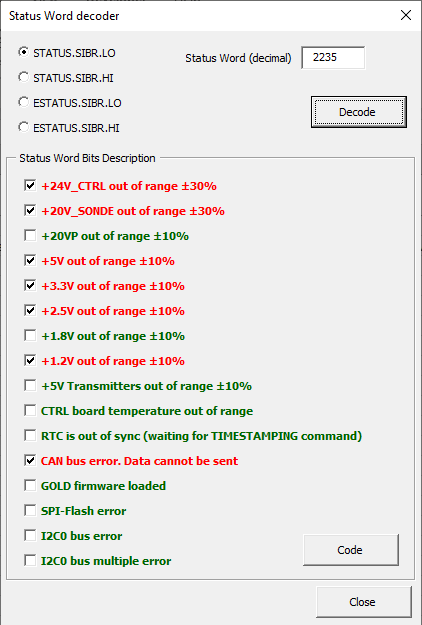 Status Word decoder
STATUS.SIBR.LO
Status Word (decimal) 2235
STATUS.SIBR.HI
ESTATUS.SIBR.LO
Decode
ESTATUS.SIBR.HI
Status Word Bits Description
+24V_CTRL out of range ±30%
+20V_SONDE out of range ±30%
+20VP out of range ±10%
+5V out of range ±10%
+3.3V out of range ±10%
+2.5V out of range ±10%
+1.8V out of range ±10%
+1.2V out of range ±10%
+5V Transmitters out of range ±10%
CTRL board temperature out of range
RTC is out of sync (waiting for TIMESTAMPING command)
CAN bus error. Data cannot be sent
GOLD firmware loaded
SPI-Flash error
I2C0 bus error
Code
I2C0 bus multiple error
Close